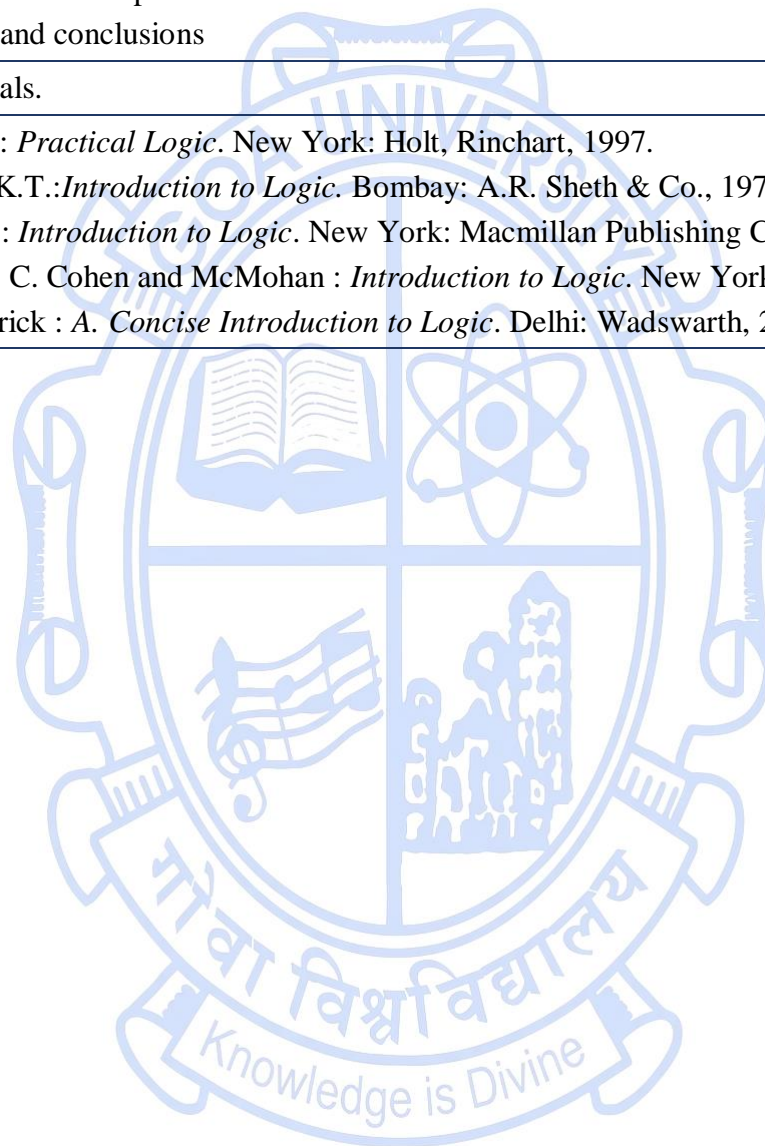 and conclusions
als.
: Practical Logic. New York: Holt, Rinchart, 1997.
K.T.:Introduction to Logic. Bombay: A.R. Sheth & Co., 197
: Introduction to Logic. New York: Macmillan Publishing C
C. Cohen and McMohan : Introduction to Logic. New York
rick : A. Concise Introduction to Logic. Delhi: Wadswarth, 2
GOA UNIVERSITY
गोंवा विश्वविद्यालय
Knowledge is Divine